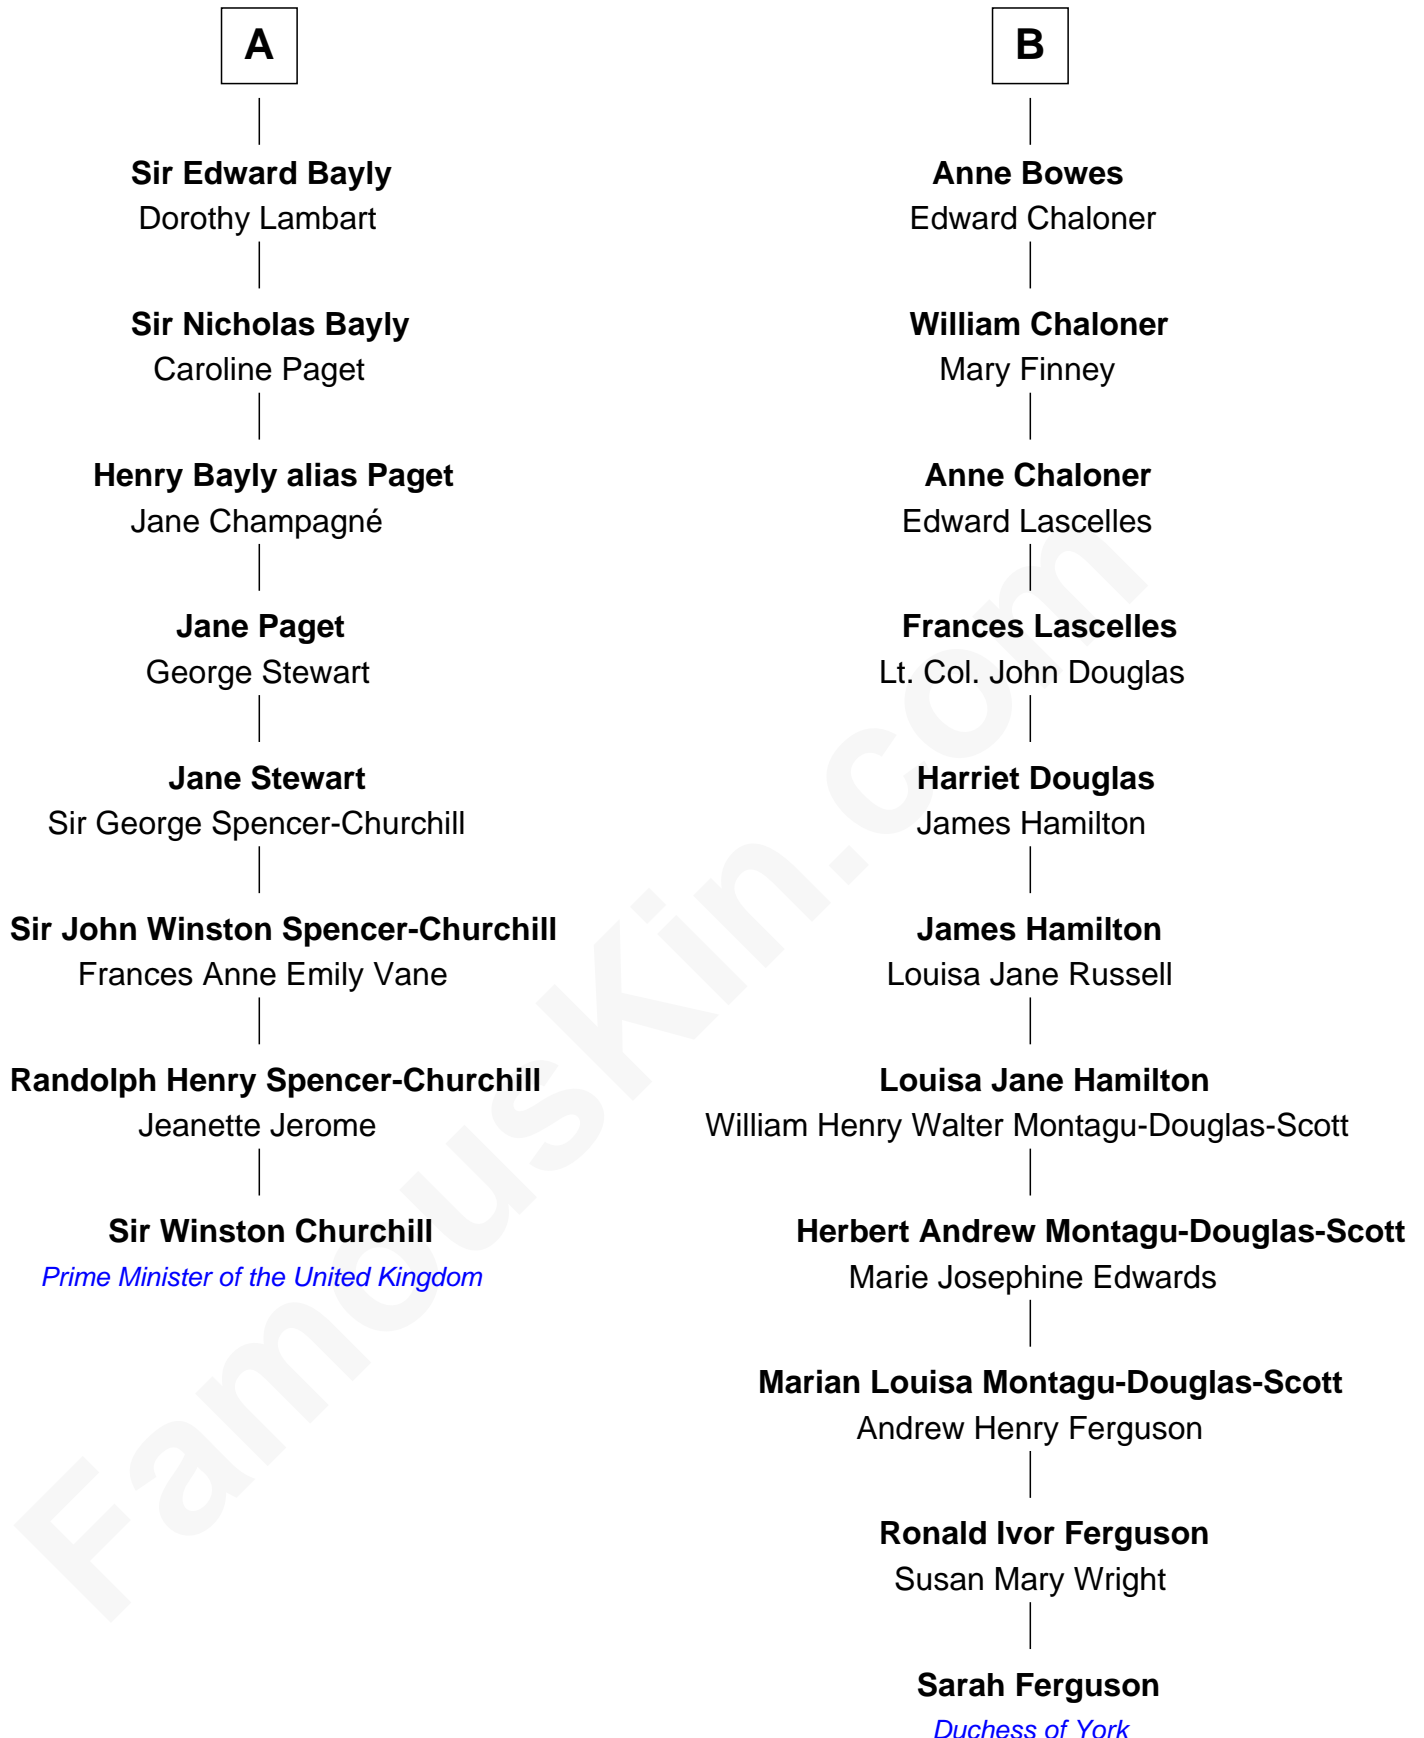 A
Sir Edward Bayly
Dorothy Lambart
Sir Nicholas Bayly
Caroline Paget
Henry Bayly alias Paget
Jane Champagné
Jane Paget
George Stewart
Jane Stewart
Sir George Spencer-Churchill
Sir John Winston Spencer-Churchill
Frances Anne Emily Vane
Randolph Henry Spencer-Churchill
Jeanette Jerome
Sir Winston Churchill
Prime Minister of the United Kingdom
B
Anne Bowes
Edward Chaloner
William Chaloner
Mary Finney
Anne Chaloner
Edward Lascelles
Frances Lascelles
Lt. Col. John Douglas
Harriet Douglas
James Hamilton
James Hamilton
Louisa Jane Russell
Louisa Jane Hamilton
William Henry Walter Montagu-Douglas-Scott
Herbert Andrew Montagu-Douglas-Scott
Marie Josephine Edwards
Marian Louisa Montagu-Douglas-Scott
Andrew Henry Ferguson
Ronald Ivor Ferguson
Susan Mary Wright
Sarah Ferguson
Duchess of York
FamousKin.com